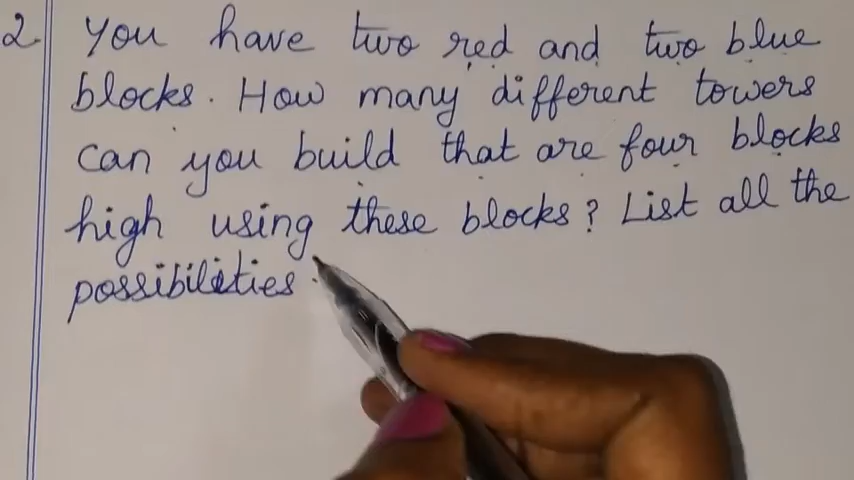 2. You have two red and two blue
blocks. How many different towers
can you build that are four blocks
high using these blocks? List all the
possibilities.